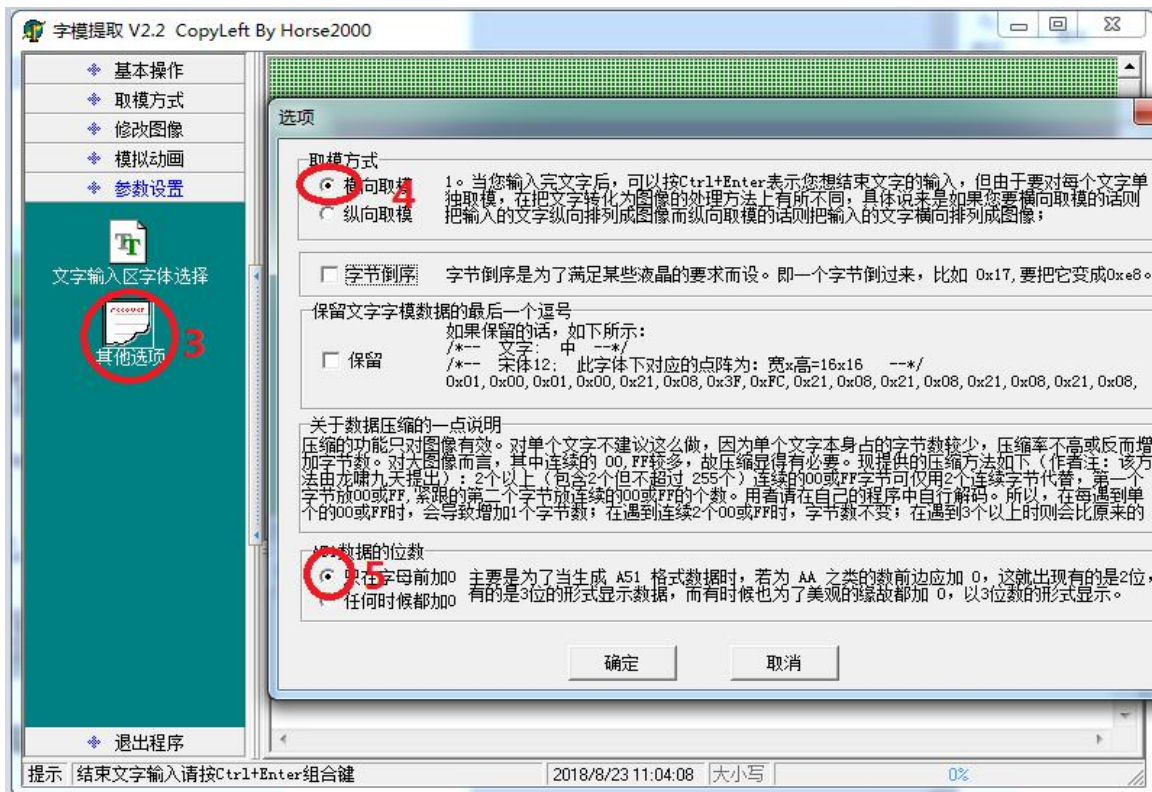 字模提取 V2.2 CopyLeft By Horse2000
基本操作
取模方式
修改图像
模拟动画
参数设置
文字输入区字体选择
其他选项
3
退出程序
选项
取模方式
横向取模
4
纵向取模
1。当您输入完文字后，可以按Ctrl+Enter表示您想结束文字的输入，但由于要对每个文字单
独取模，在把文字转化为图像的处理方法上有所不同，具体说来是如果您要横向取模的话则
把输入的文字纵向排列成图像而纵向取模的话则把输入的文字横向排列成图像；
字节倒序
字节倒序是为了满足某些液晶的要求而设。即一个字节倒过来，比如 0x17,要把它变成0xe8。
保留文字字模数据的最后一个逗号
保留
如果保留的话，如下所示：
/*-- 文字： 中 --*/
/*-- 宋体12； 此字体下对应的点阵为：宽x高=16x16 --*/
0x01,0x00,0x01,0x00,0x21,0x08,0x3F,0xFC,0x21,0x08,0x21,0x08,0x21,0x08,0x21,0x08,
关于数据压缩的一点说明
压缩的功能只对图像有效。对单个文字不建议这么做，因为单个文字本身占的字节数较少，压缩率不高或反而增
加字节数。对大图像而言，其中连续的 00,FF较多，故压缩显得有必要。现提供的压缩方法如下（作者注：该方
法由龙啸九天提出）：2个以上（包含2个但不超过 255个）连续的00或FF字节可仅用2个连续字节代替，第一个
字节放00或FF,紧跟的第二个字节放连续的00或FF的个数。用者请在自己的程序中自行解码。所以，在每遇到单
个的00或FF时，会导致增加1个字节数；在遇到连续2个00或FF时，字节数不变；在遇到3个以上时则会比原来的
A51数据的位数
只在字母前加0
5
任何时候都加0
主要是为了当生成 A51 格式数据时，若为 AA 之类的数前边应加 0，这就出现有的是2位，
有的是3位的形式显示数据，而有时候也为了美观的缘故都加 0，以3位数的形式显示。
确定
取消
提示
结束文字输入请按Ctrl+Enter组合键
2018/8/23 11:04:08
大小写
0%